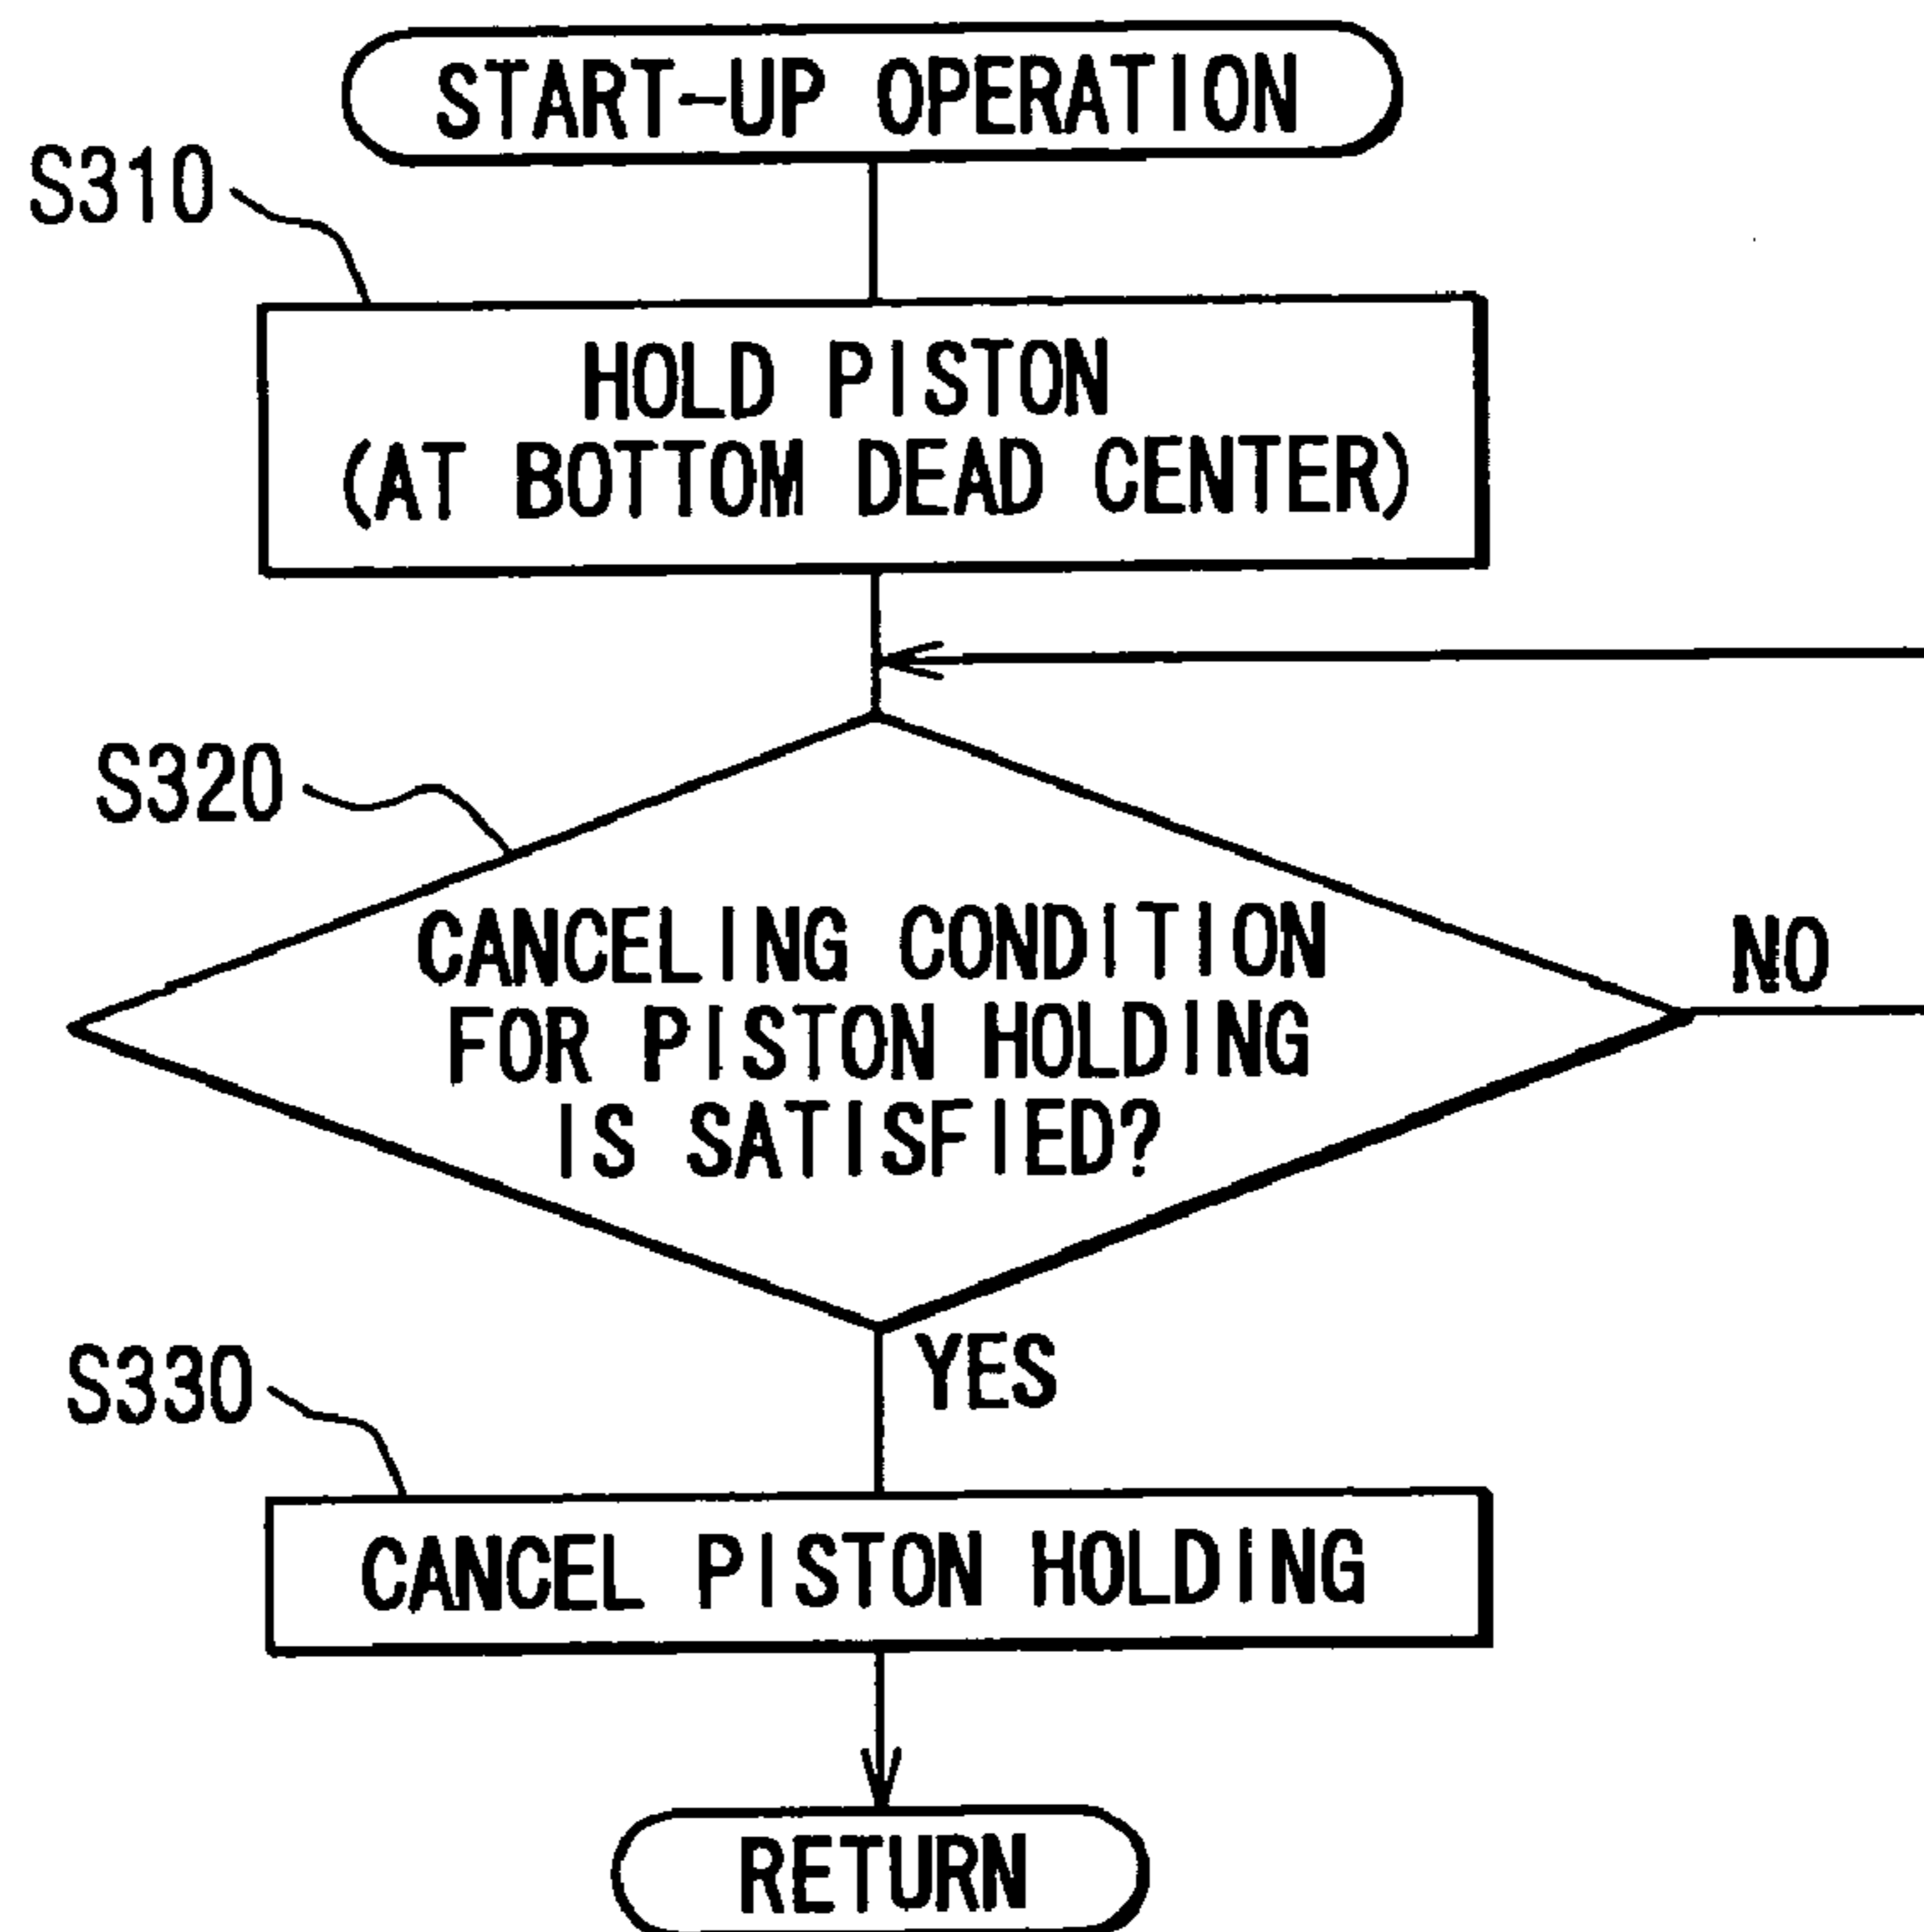 START-UP OPERATION
S310
HOLD PISTON
(AT BOTTOM DEAD CENTER)
S320
CANCELING CONDITION
FOR PISTON HOLDING
IS SATISFIED?
NO
YES
S330
CANCEL PISTON HOLDING
RETURN